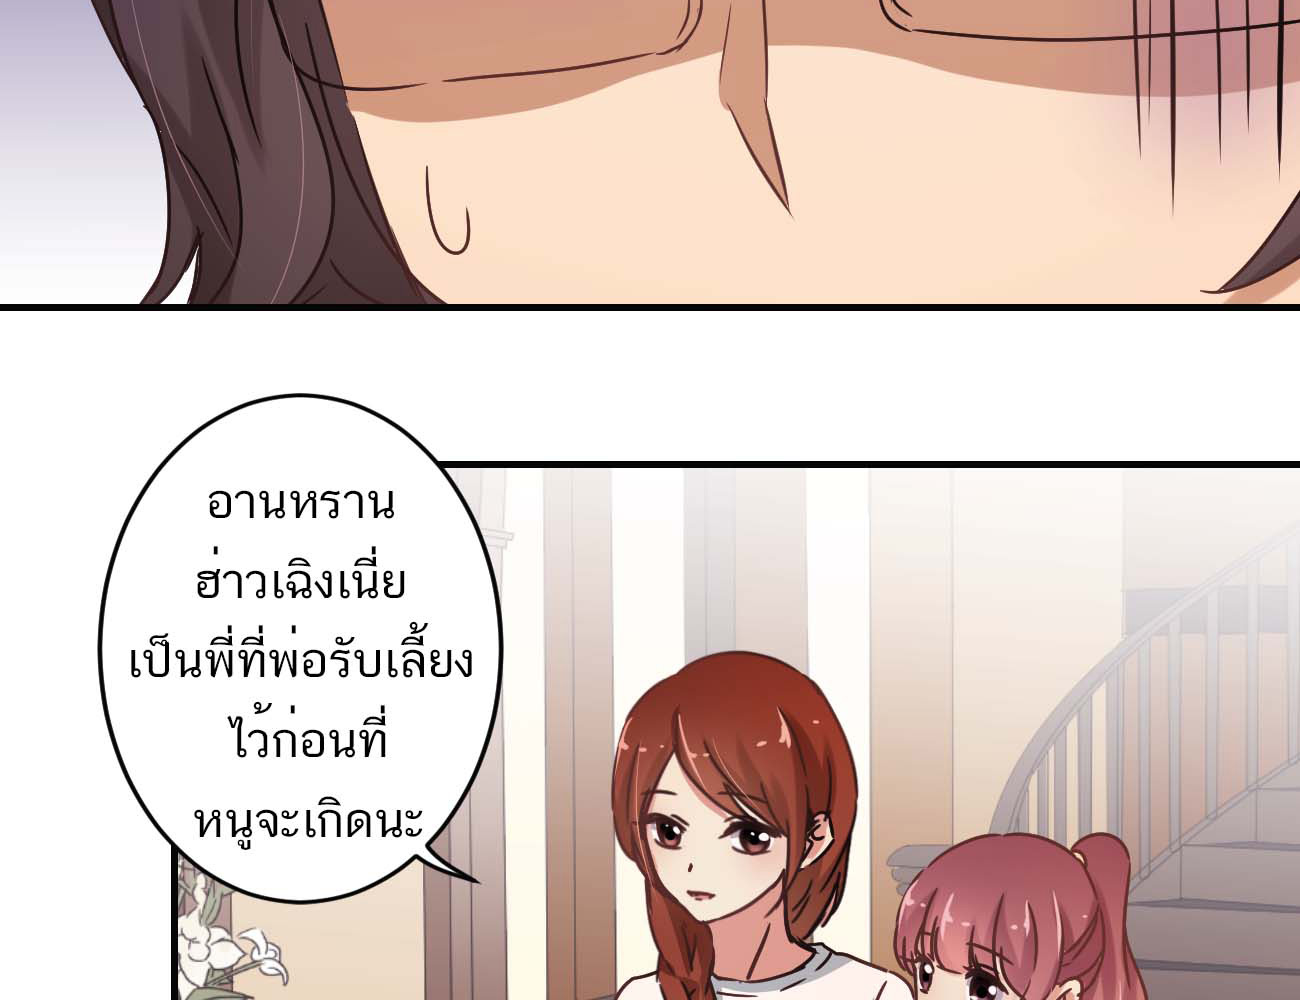 อานหราน
ฮ่าวเฉิงเนี่ย
เป็นพี่ที่พ่อรับเลี้ยง
ไว้ก่อนที่
หนูจะเกิดนะ